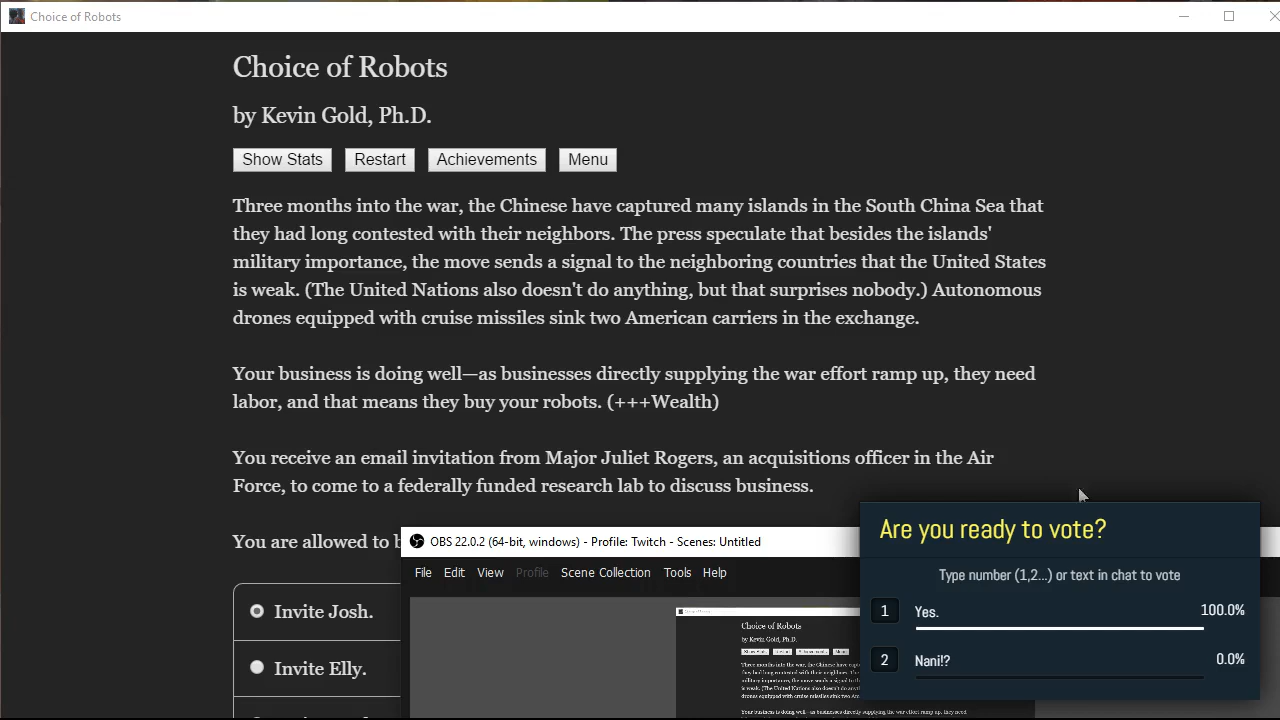 Choice of Robots
Choice of Robots
by Kevin Gold, Ph.D.
Show Stats Restart Achievements Menu
Three months into the war, the Chinese have captured many islands in the South China Sea that
they had long contested with their neighbors. The press speculate that besides the islands'
military importance, the move sends a signal to the neighboring countries that the United States
is weak. (The United Nations also doesn't do anything, but that surprises nobody.) Autonomous
drones equipped with cruise missiles sink two American carriers in the exchange.
Your business is doing well—as businesses directly supplying the war effort ramp up, they need
labor, and that means they buy your robots. (+++Wealth)
You receive an email invitation from Major Juliet Rogers, an acquisitions officer in the Air
Force, to come to a federally funded research lab to discuss business.
You are allowed to
Invite Josh.
Invite Elly.
OBS 22.0.2 (64-bit, windows) - Profile: Twitch - Scenes: Untitled
File Edit View Profile Scene Collection Tools Help
Choice of Robots
by Kevin Gold, Ph.D.
Are you ready to vote?
Type number (1,2...) or text in chat to vote
1 Yes. 100.0%
2 Nani!? 0.0%